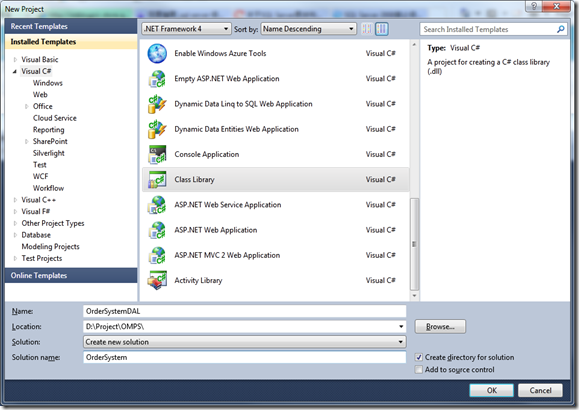 New Project
Recent Templates
Installed Templates
Visual Basic
Visual C#
Windows
Web
Office
Cloud Service
Reporting
SharePoint
Silverlight
Test
WCF
Workflow
Visual C++
Visual F#
Other Project Types
Database
Modeling Projects
Test Projects
Online Templates
.NET Framework 4
Sort by: Name Descending
Enable Windows Azure Tools Visual C#
Empty ASP.NET Web Application Visual C#
Dynamic Data Linq to SQL Web Application Visual C#
Dynamic Data Entities Web Application Visual C#
Console Application Visual C#
Class Library Visual C#
ASP.NET Web Service Application Visual C#
ASP.NET Web Application Visual C#
ASP.NET MVC 2 Web Application Visual C#
Activity Library Visual C#
Search Installed Templates
Type: Visual C#
A project for creating a C# class library
(.dll)
Name: OrderSystemDAL
Location: D:\Project\OMPS\
Browse...
Solution: Create new solution
Solution name: OrderSystem
Create directory for solution
Add to source control
OK
Cancel